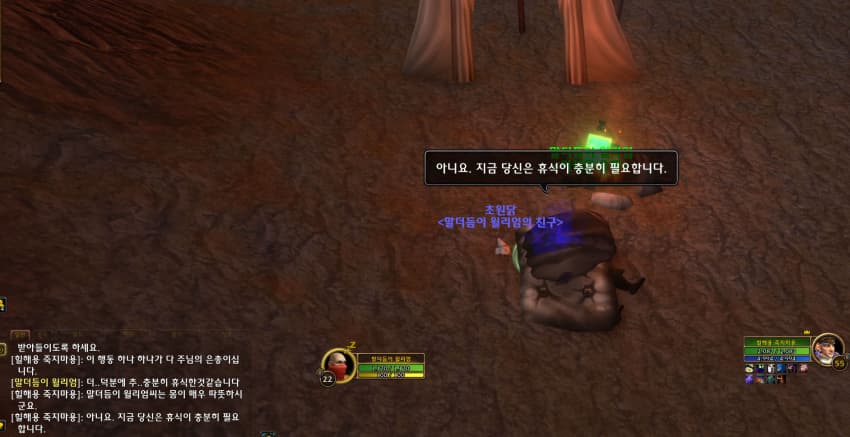 아니요. 지금 당신은 휴식이 충분히 필요합니다.
초원닭
<말더듬이 윌리엄의 친구>
받아들이도록 하세요.
[힐해용 죽지마용]: 이 행동 하나 하나가 다 주님의 은총이십
니다.
[말더듬이 윌리엄]: 더..덕분에 추..충분히 휴식한것같습니다
[힐해용 죽지마용]: 말더듬이 윌리엄씨는 몸이 매우 따뜻하시
군요.
[힐해용 죽지마용]: 아니요. 지금 당신은 휴식이 충분히 필요
합니다.
말더듬이 윌리엄
22
힐해용 죽지마용
55